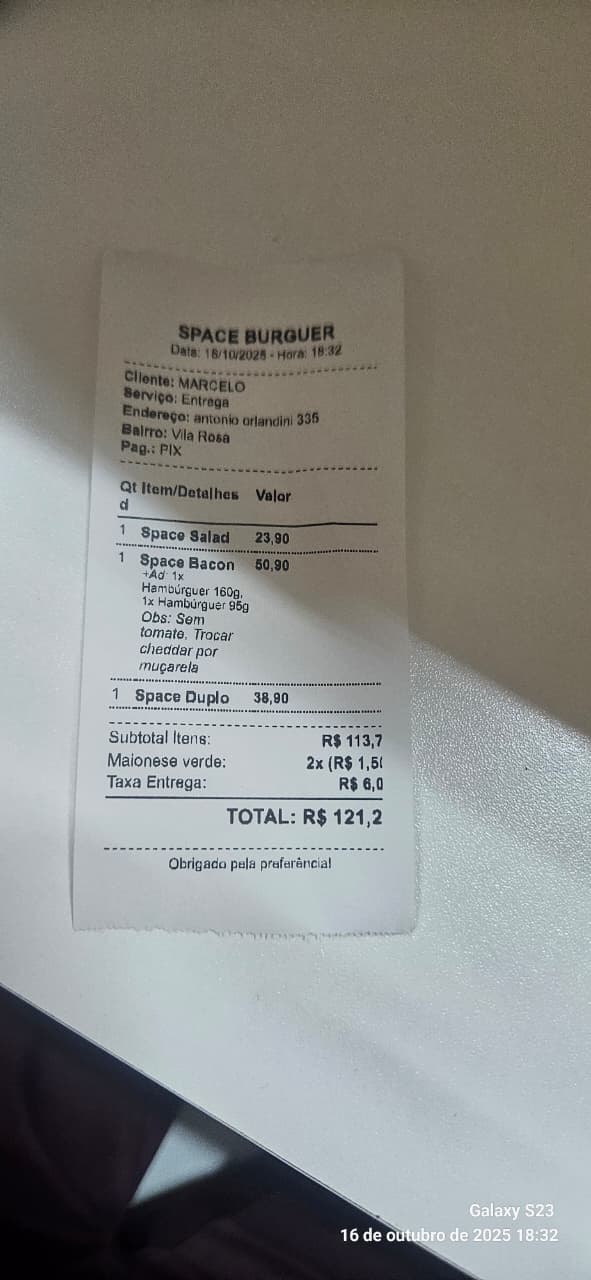 SPACE BURGUER
Data: 16/10/2025 - Hora: 18:32
Cliente: MARCELO
Serviço: Entrega
Endereço: antonio orlandini 335
Bairro: Vila Rosa
Pag.: PIX
Qt Item/Detalhes Valor
d
1 Space Salad 23,90
1 Space Bacon 50,90
+Ad 1x
Hambúrguer 160g,
1x Hambúrguer 95g
Obs: Sem
tomate, Trocar
cheddar por
muçarela
1 Space Duplo 38,90
Subtotal Itens: R$ 113,7
Maionese verde: 2x (R$ 1,50
Taxa Entrega: R$ 6,0
TOTAL: R$ 121,2
Obrigado pela preferência!
Galaxy S23
16 de outubro de 2025 18:32